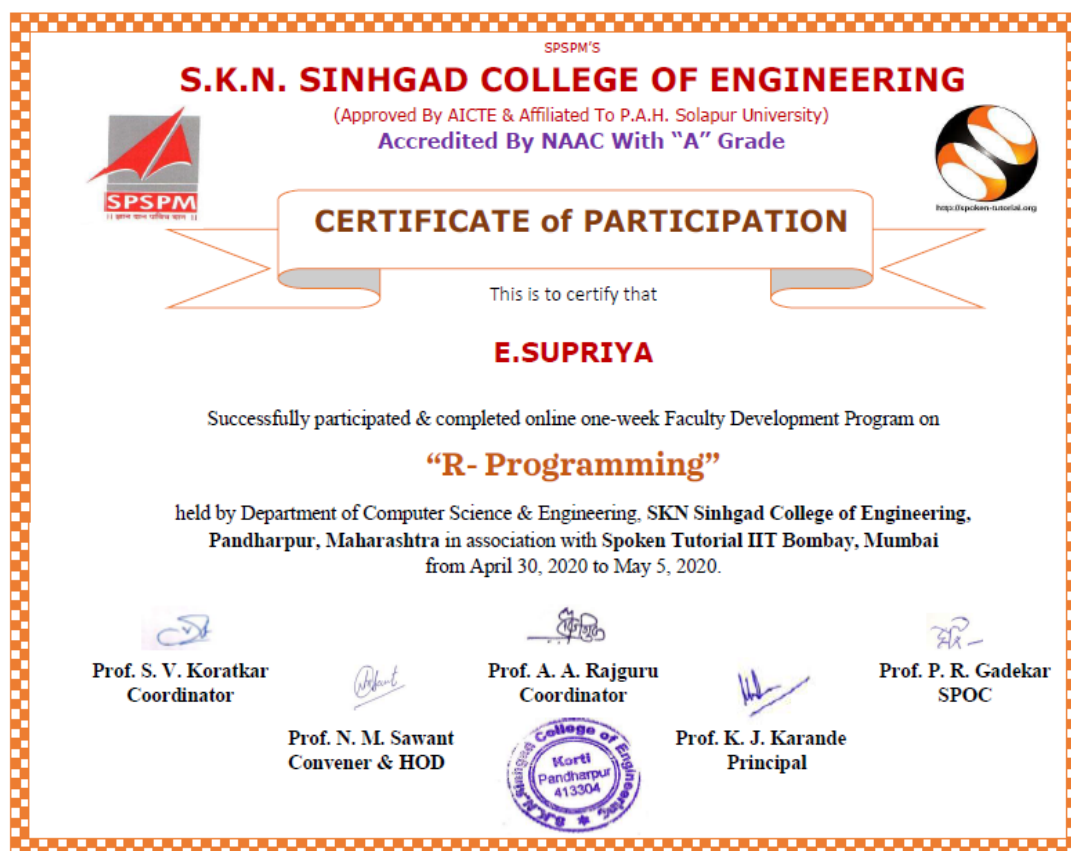 SPSPM'S
S.K.N. SINHGAD COLLEGE OF ENGINEERING
(Approved By AICTE & Affiliated To P.A.H. Solapur University)
Accredited By NAAC With “A” Grade
SPSPM
http://spoken-tutorial.org
CERTIFICATE of PARTICIPATION
This is to certify that
E.SUPRIYA
Successfully participated & completed online one-week Faculty Development Program on
“R- Programming”
held by Department of Computer Science & Engineering, SKN Sinhgad College of Engineering,
Pandharpur, Maharashtra in association with Spoken Tutorial IIT Bombay, Mumbai
from April 30, 2020 to May 5, 2020.
Prof. S. V. Koratkar
Coordinator
Prof. A. A. Rajguru
Coordinator
Prof. P. R. Gadekar
SPOC
Prof. N. M. Sawant
Convener & HOD
Prof. K. J. Karande
Principal
S.K.N.Sinhgad College of Engineering,
Korti
Pandharpur
413304